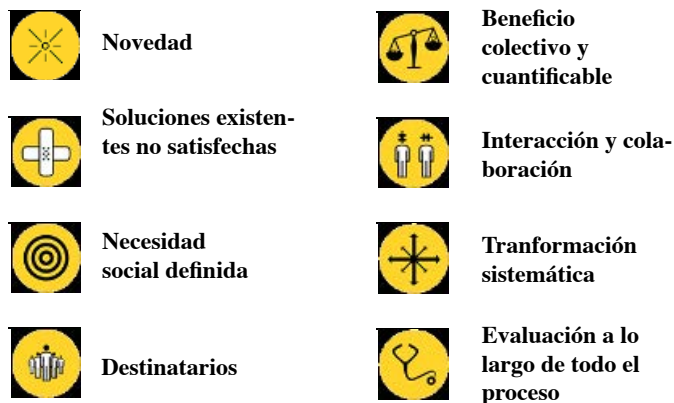 Novedad
Soluciones existen-
tes no satisfechas
Necesidad
social definida
Destinatarios
Beneficio
colectivo y
cuantificable
Interacción y cola-
boración
Tranformación
sistemática
Evaluación a lo
largo de todo el
proceso